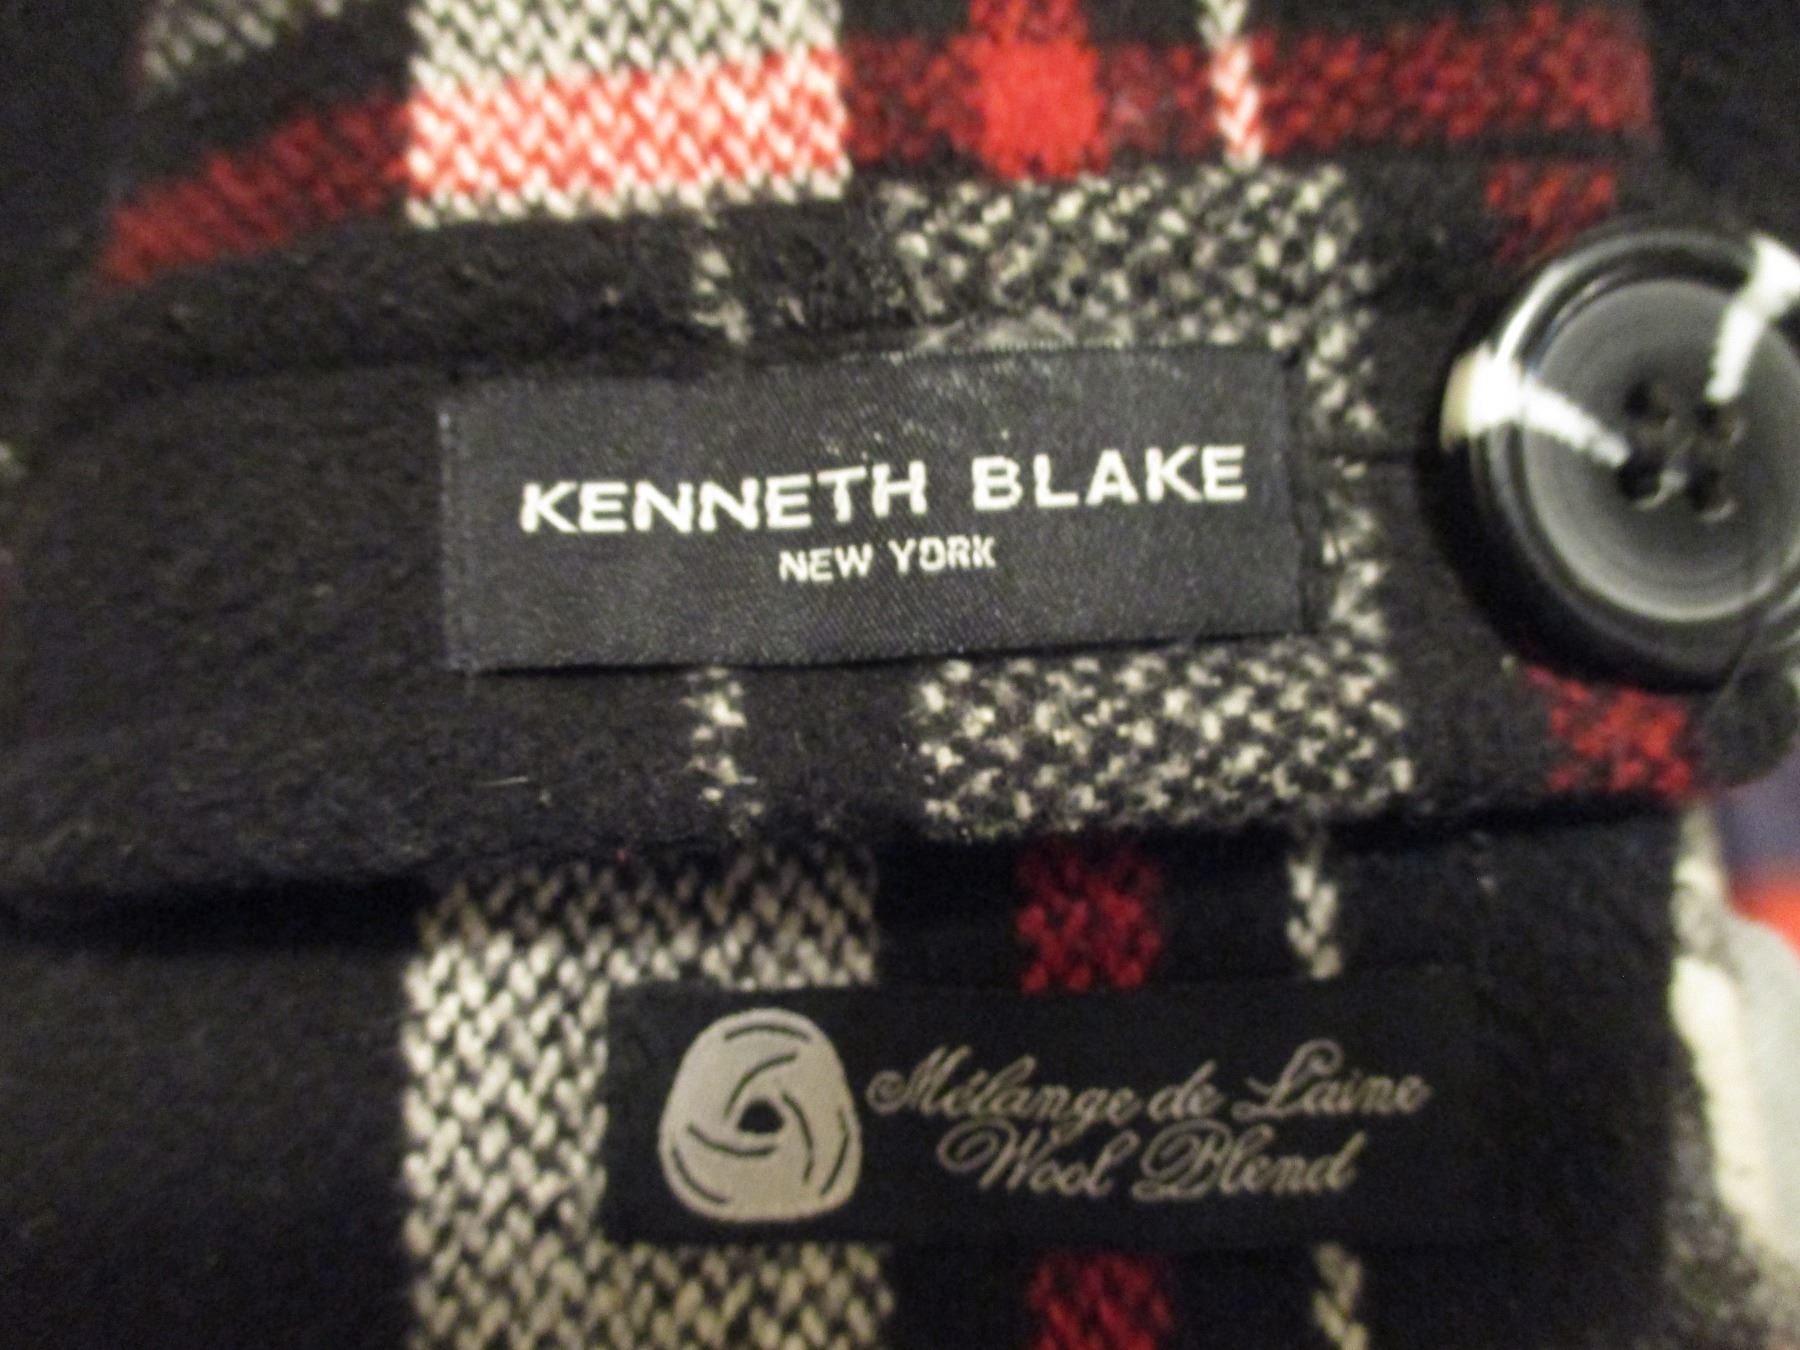 KENNETH BLAKE
NEW YORK
Mélange de Laine
Wool Blend